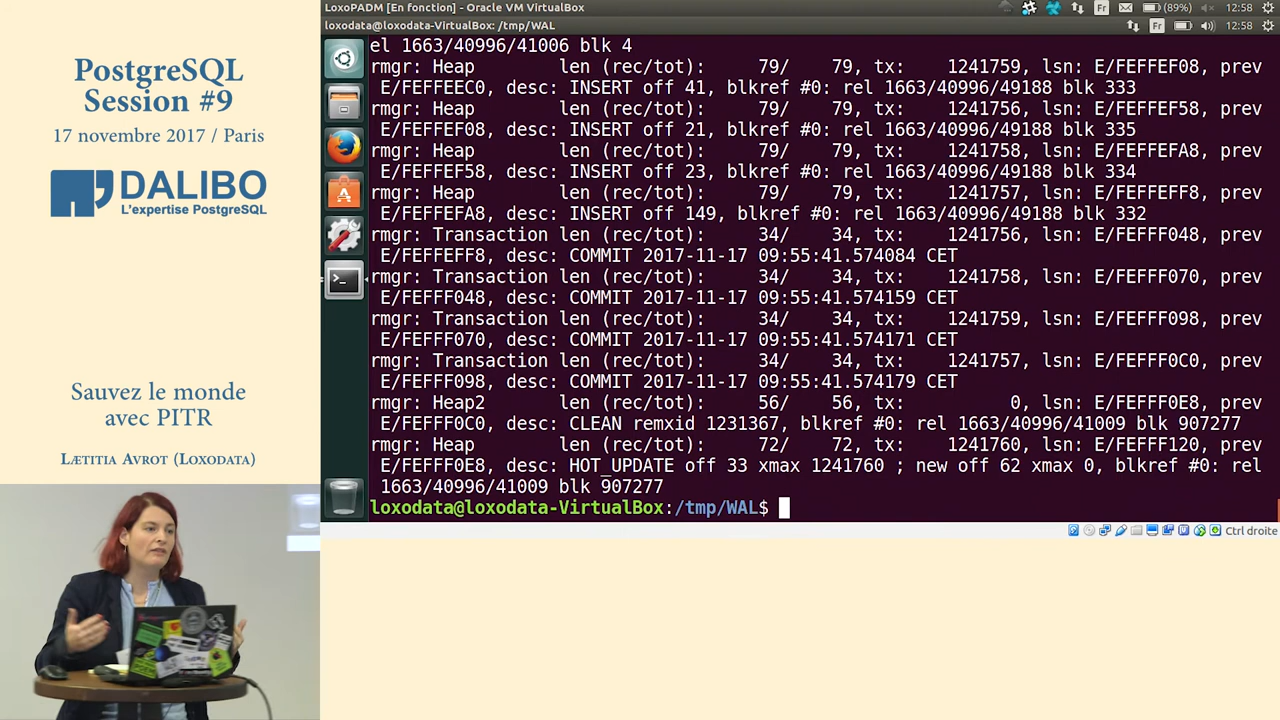 PostgreSQL
Session #9
17 novembre 2017 / Paris
DALIBO
L'expertise PostgreSQL
Sauvez le monde
avec PITR
Lætitia Avrot (Loxodata)
LoxoPADM [En fonction] - Oracle VM VirtualBox
Fr (89%) 12:58
loxodata@loxodata-VirtualBox: /tmp/WAL
Fr 12:58
el 1663/40996/41006 blk 4
rmgr: Heap len (rec/tot): 79/ 79, tx: 1241759, lsn: E/FEFFEF08, prev
E/FEFFEEC0, desc: INSERT off 41, blkref #0: rel 1663/40996/49188 blk 333
rmgr: Heap len (rec/tot): 79/ 79, tx: 1241756, lsn: E/FEFFEF58, prev
E/FEFFEF08, desc: INSERT off 21, blkref #0: rel 1663/40996/49188 blk 335
rmgr: Heap len (rec/tot): 79/ 79, tx: 1241758, lsn: E/FEFFEFA8, prev
E/FEFFEF58, desc: INSERT off 23, blkref #0: rel 1663/40996/49188 blk 334
rmgr: Heap len (rec/tot): 79/ 79, tx: 1241757, lsn: E/FEFFEFF8, prev
E/FEFFEFA8, desc: INSERT off 149, blkref #0: rel 1663/40996/49188 blk 332
rmgr: Transaction len (rec/tot): 34/ 34, tx: 1241756, lsn: E/FEFFF048, prev
E/FEFFEFF8, desc: COMMIT 2017-11-17 09:55:41.574084 CET
rmgr: Transaction len (rec/tot): 34/ 34, tx: 1241758, lsn: E/FEFFF070, prev
E/FEFFF048, desc: COMMIT 2017-11-17 09:55:41.574159 CET
rmgr: Transaction len (rec/tot): 34/ 34, tx: 1241759, lsn: E/FEFFF098, prev
E/FEFFF070, desc: COMMIT 2017-11-17 09:55:41.574171 CET
rmgr: Transaction len (rec/tot): 34/ 34, tx: 1241757, lsn: E/FEFFF0C0, prev
E/FEFFF098, desc: COMMIT 2017-11-17 09:55:41.574179 CET
rmgr: Heap2 len (rec/tot): 56/ 56, tx: 0, lsn: E/FEFFF0E8, prev
E/FEFFF0C0, desc: CLEAN remxid 1231367, blkref #0: rel 1663/40996/41009 blk 907277
rmgr: Heap len (rec/tot): 72/ 72, tx: 1241760, lsn: E/FEFFF120, prev
E/FEFFF0E8, desc: HOT_UPDATE off 33 xmax 1241760 ; new off 62 xmax 0, blkref #0: rel
1663/40996/41009 blk 907277
loxodata@loxodata-VirtualBox:/tmp/WAL$
Ctrl droite